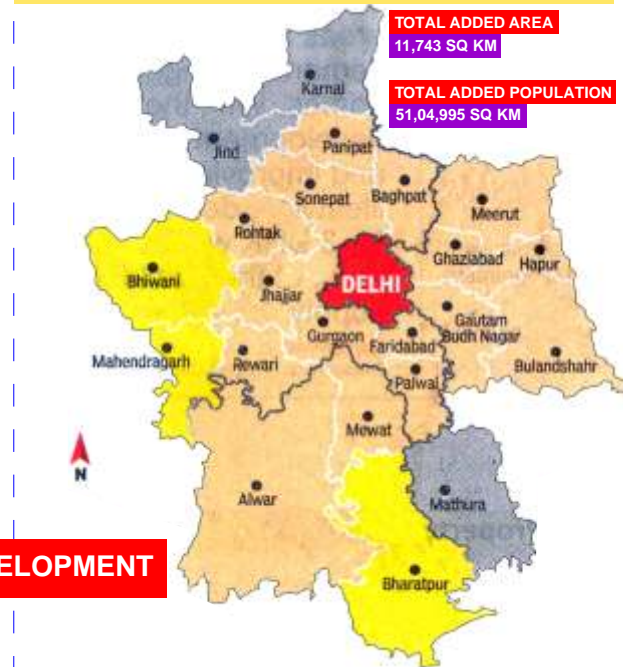 TOTAL ADDED AREA
11,743 SQ KM
TOTAL ADDED POPULATION
51,04,995 SQ KM
Karnal
Jind
Panipat
Sonepat
Baghpat
Meerut
Rohtak
Ghaziabad
Hapur
Bhiwani
Jhajjar
DELHI
Gautam
Budh Nagar
Gurgaon
Faridabad
Mahendragarh
Rewari
Bulandshahr
Palwal
Mewat
N
Alwar
Mathura
ELOPMENT
Bharatpur